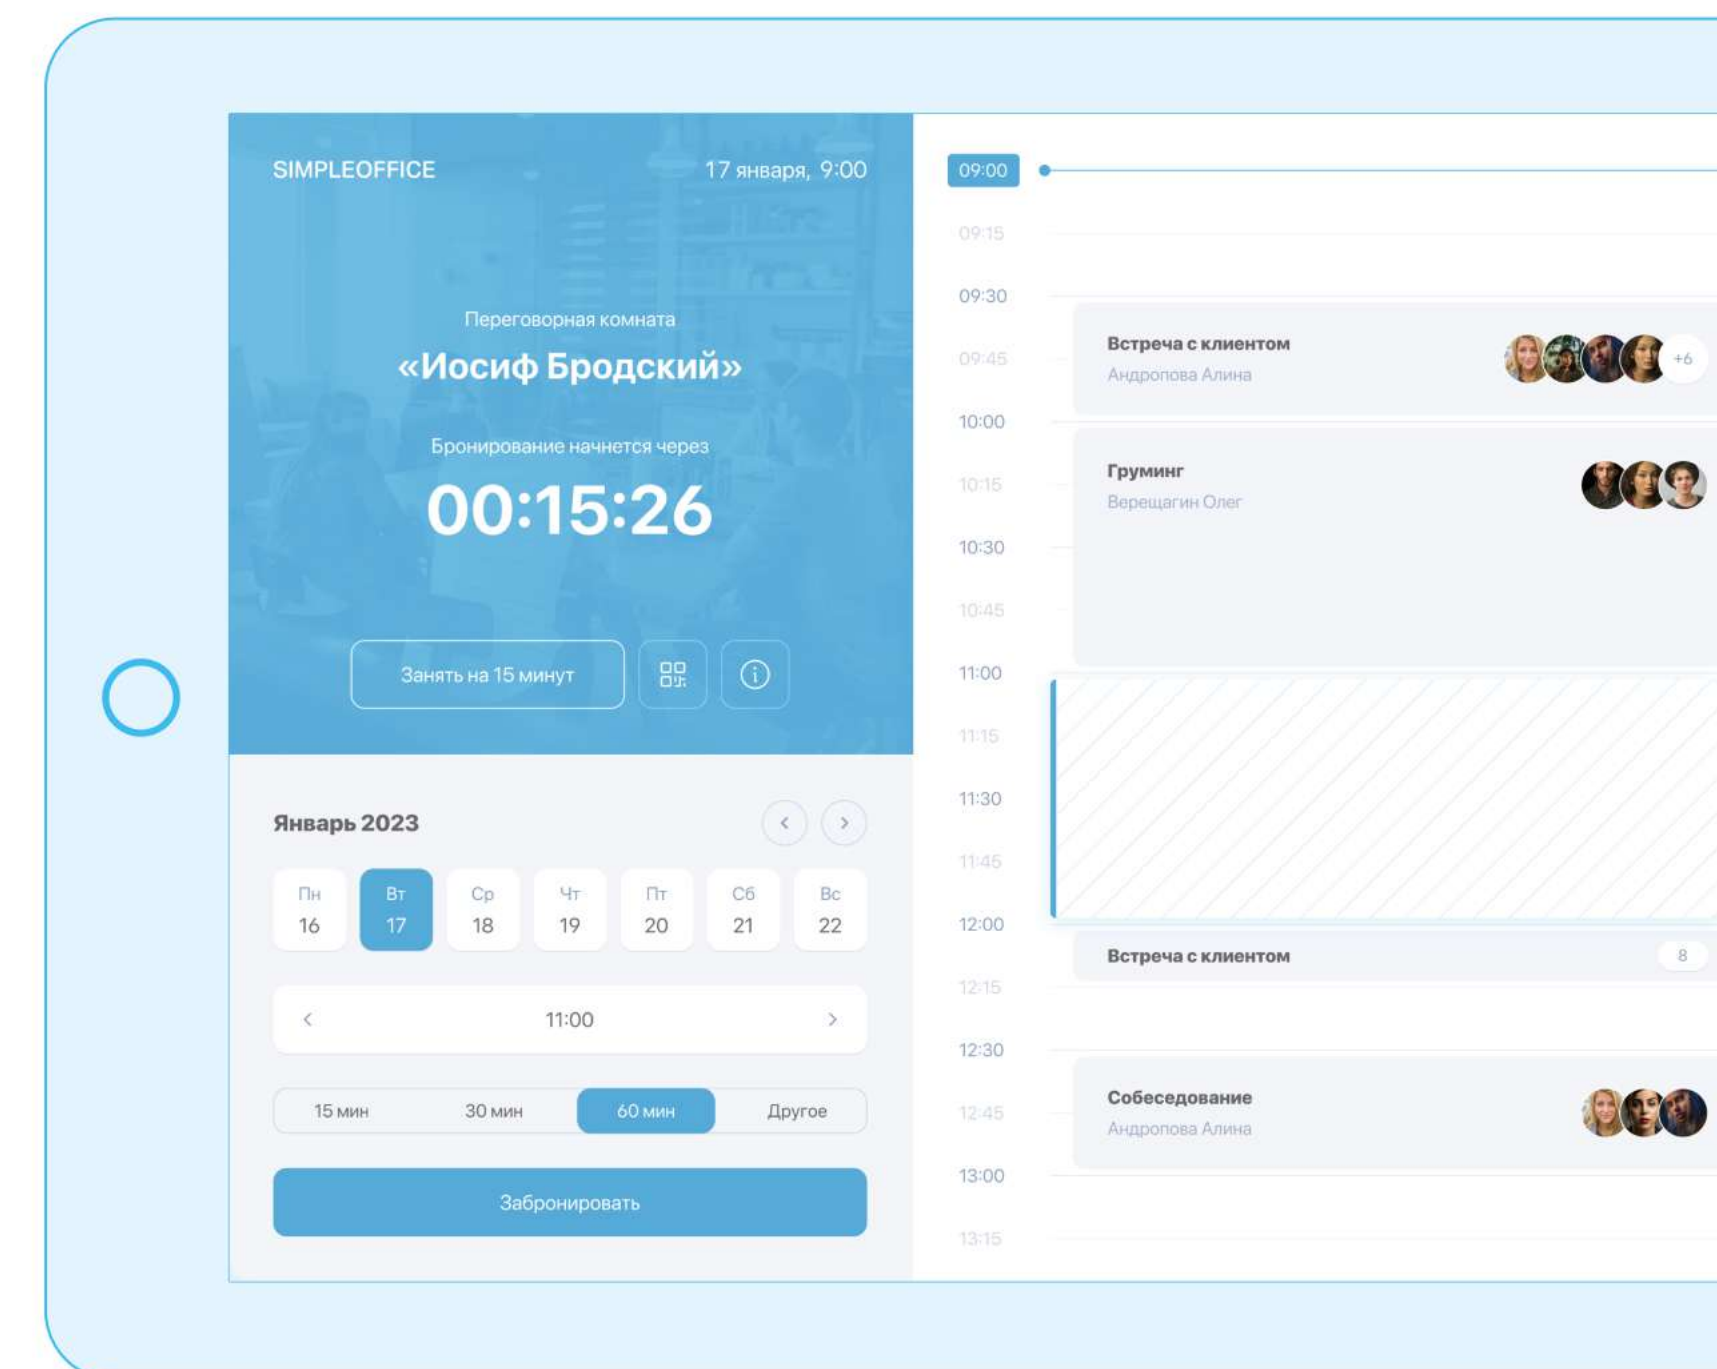 SIMPLEOFFICE
17 января, 9:00
Переговорная комната
«Иосиф Бродский»
Бронирование начнется через
00:15:26
Занять на 15 минут
Январь 2023
Пн Вт Ср Чт Пт Сб Вс
16 17 18 19 20 21 22
11:00
15 мин 30 мин 60 мин Другое
Забронировать
09:00
09:15
09:30
Встреча с клиентом
09:45
+6
Андропова Алина
10:00
Груминг
10:15
Верещагин Олег
10:30
10:45
11:00
11:15
11:30
11:45
12:00
Встреча с клиентом
8
12:15
12:30
Собеседование
12:45
Андропова Алина
13:00
13:15